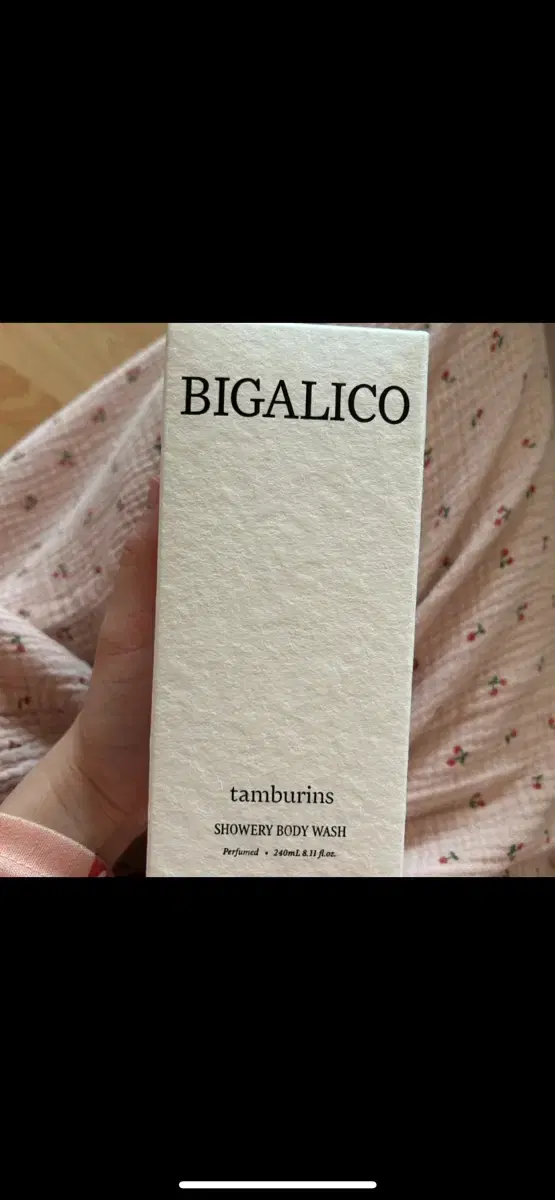 BIGALICO
tamburins
SHOWERY BODY WASH
Perfumed • 240mL 8.11 fl.oz.